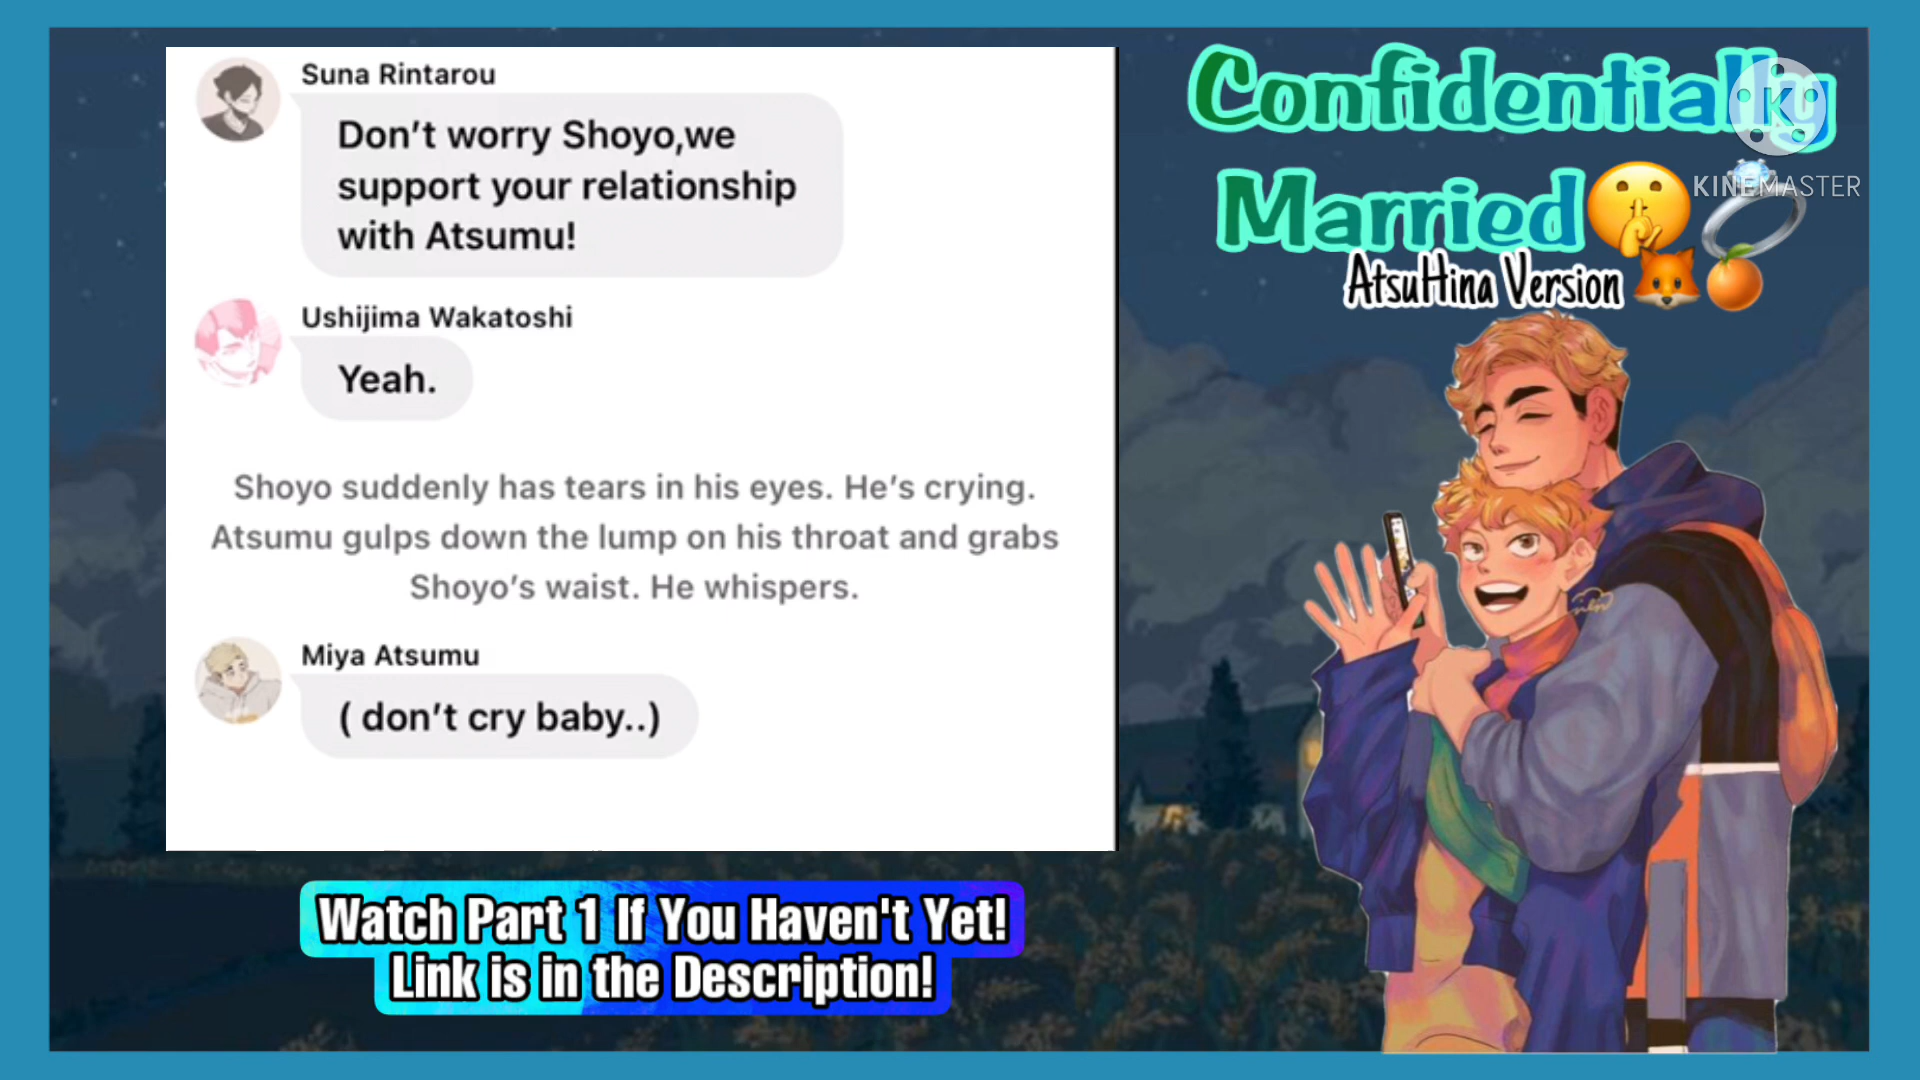 Suna Rintarou
Don’t worry Shoyo,we
support your relationship
with Atsumu!
Ushijima Wakatoshi
Yeah.
Shoyo suddenly has tears in his eyes. He’s crying.
Atsumu gulps down the lump on his throat and grabs
Shoyo’s waist. He whispers.
Miya Atsumu
( don’t cry baby..)
Watch Part 1 If You Haven't Yet!
Link is in the Description!
Confidentially
Married
AtsuHina Version
K
KINEMASTER